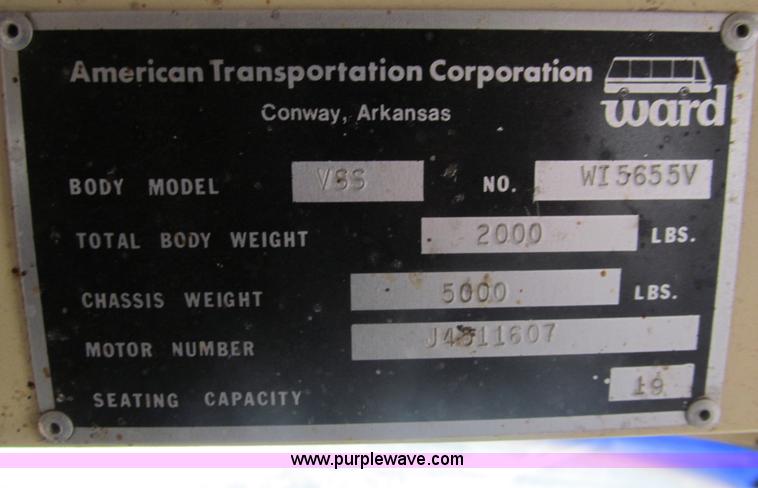 American Transportation Corporation
ward
Conway, Arkansas
BODY MODEL VSS NO. WI5655V
TOTAL BODY WEIGHT 2000 LBS.
CHASSIS WEIGHT 5000 LBS.
MOTOR NUMBER
SEATING CAPACITY 19
www.purplewave.com